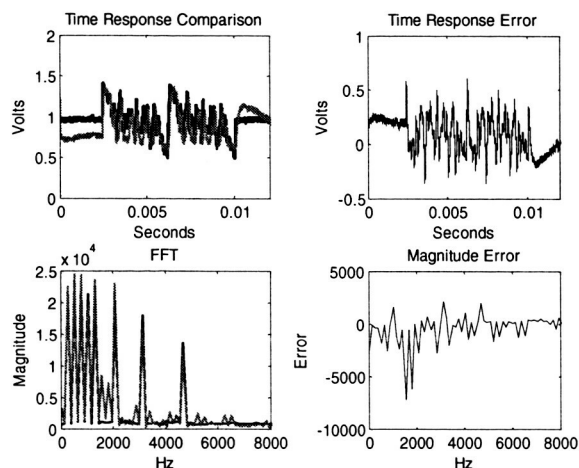 Time Response Comparison
2
1.5
1
0.5
0
Volts
0
0.005
0.01
Seconds
Time Response Error
1
0.5
0
-0.5
Volts
0
0.005
0.01
Seconds
FFT
x 10^4
2.5
2
1.5
1
0.5
0
Magnitude
0
2000
4000
6000
8000
Hz
Magnitude Error
5000
0
-5000
-10000
Error
0
2000
4000
6000
8000
Hz